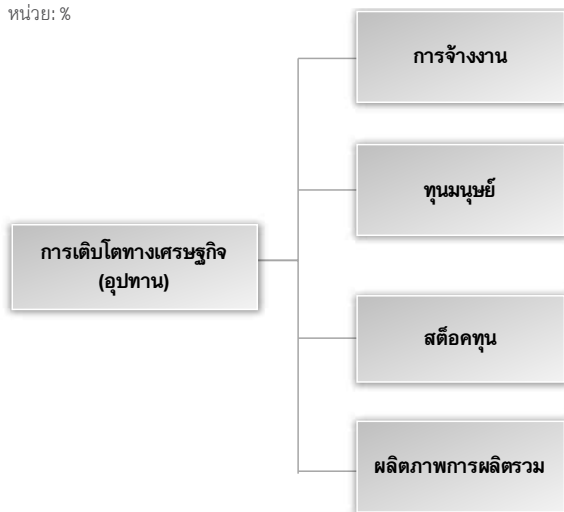 หน่วย: %
การจ้างงาน
ทุนมนุษย์
การเติบโตทางเศรษฐกิจ
(อุปทาน)
สต็อคทุน
ผลิตภาพการผลิตรวม